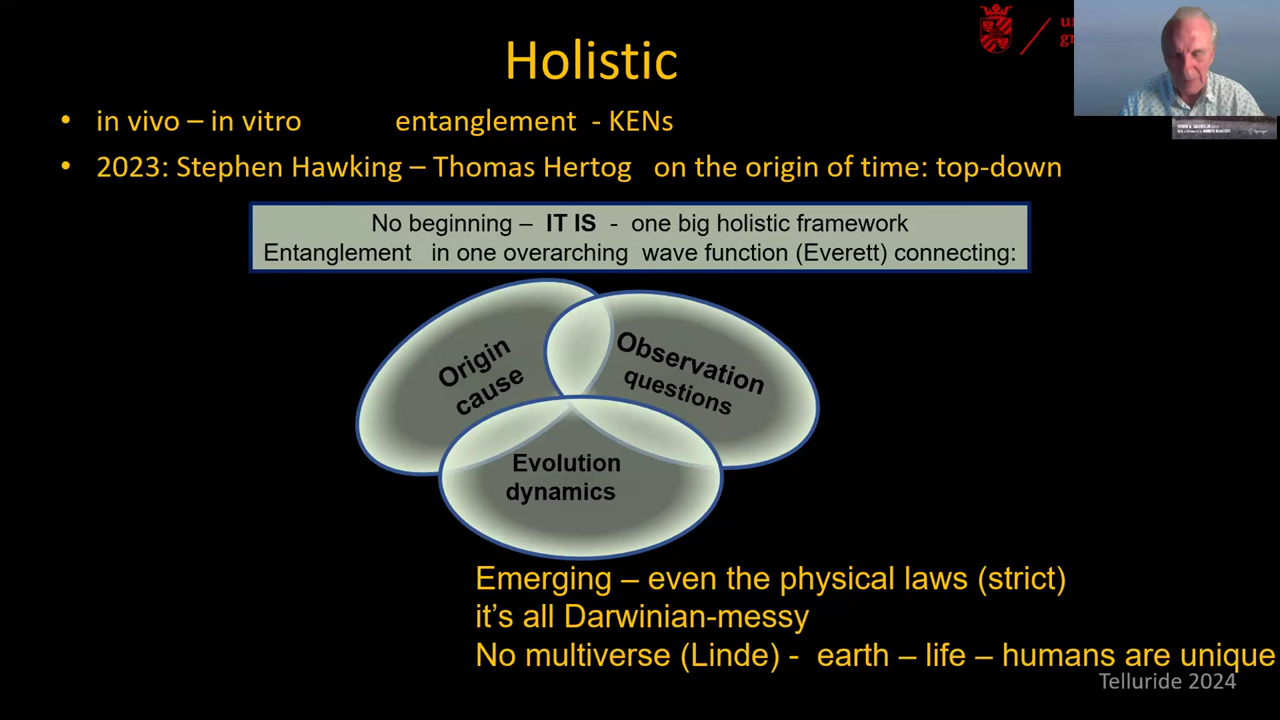 Holistic
• in vivo – in vitro entanglement - KENs
• 2023: Stephen Hawking – Thomas Hertog on the origin of time: top-down
No beginning – IT IS - one big holistic framework
Entanglement in one overarching wave function (Everett) connecting:
Origin
cause
Observation
questions
Evolution
dynamics
Emerging – even the physical laws (strict)
it's all Darwinian-messy
No multiverse (Linde) - earth – life – humans are unique
Telluride 2024